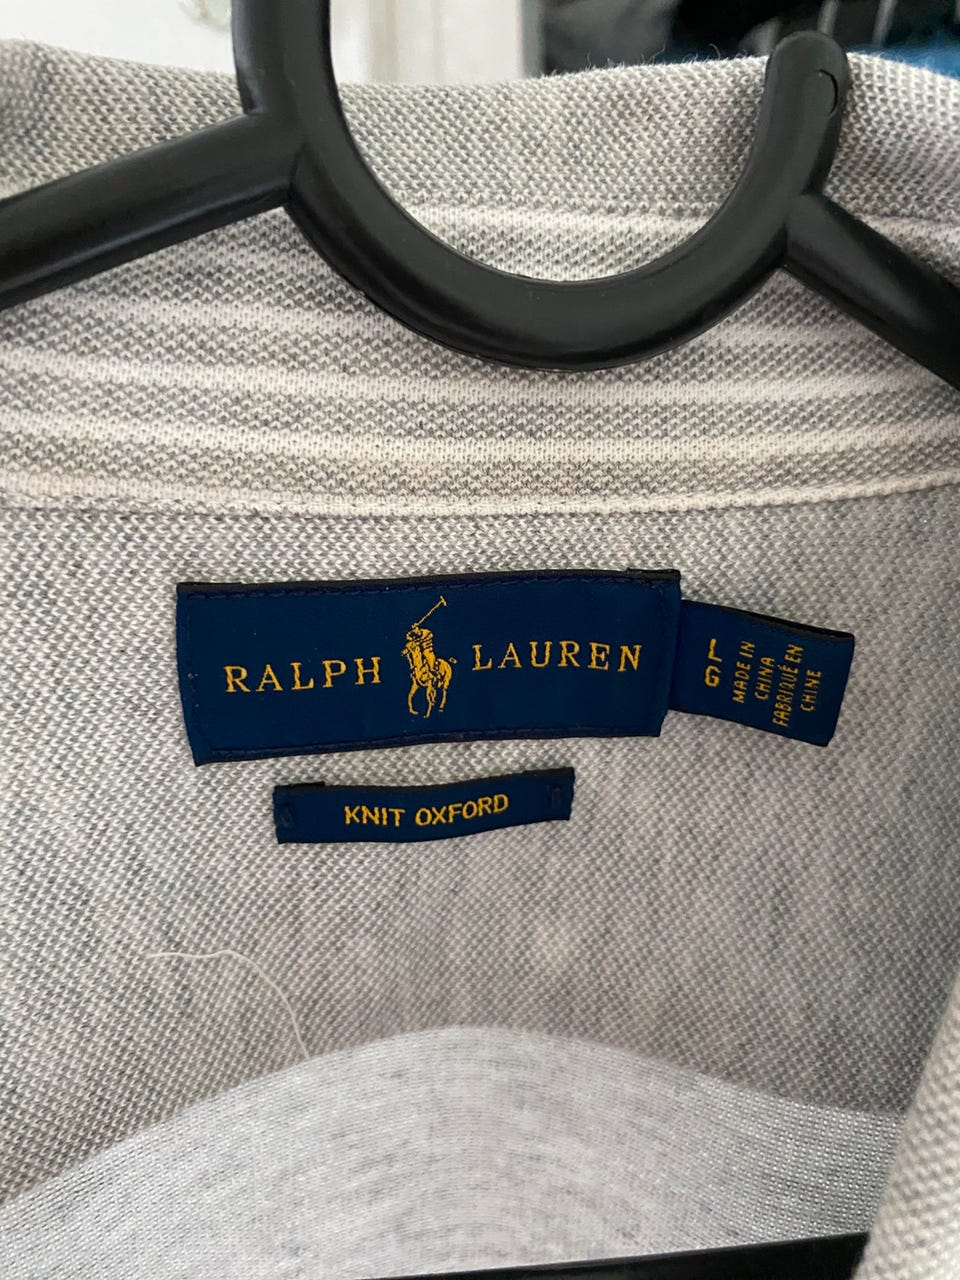 RALPH LAUREN
KNIT OXFORD
L
G
MADE IN
CHINA
FABRIQUÉ EN
CHINE